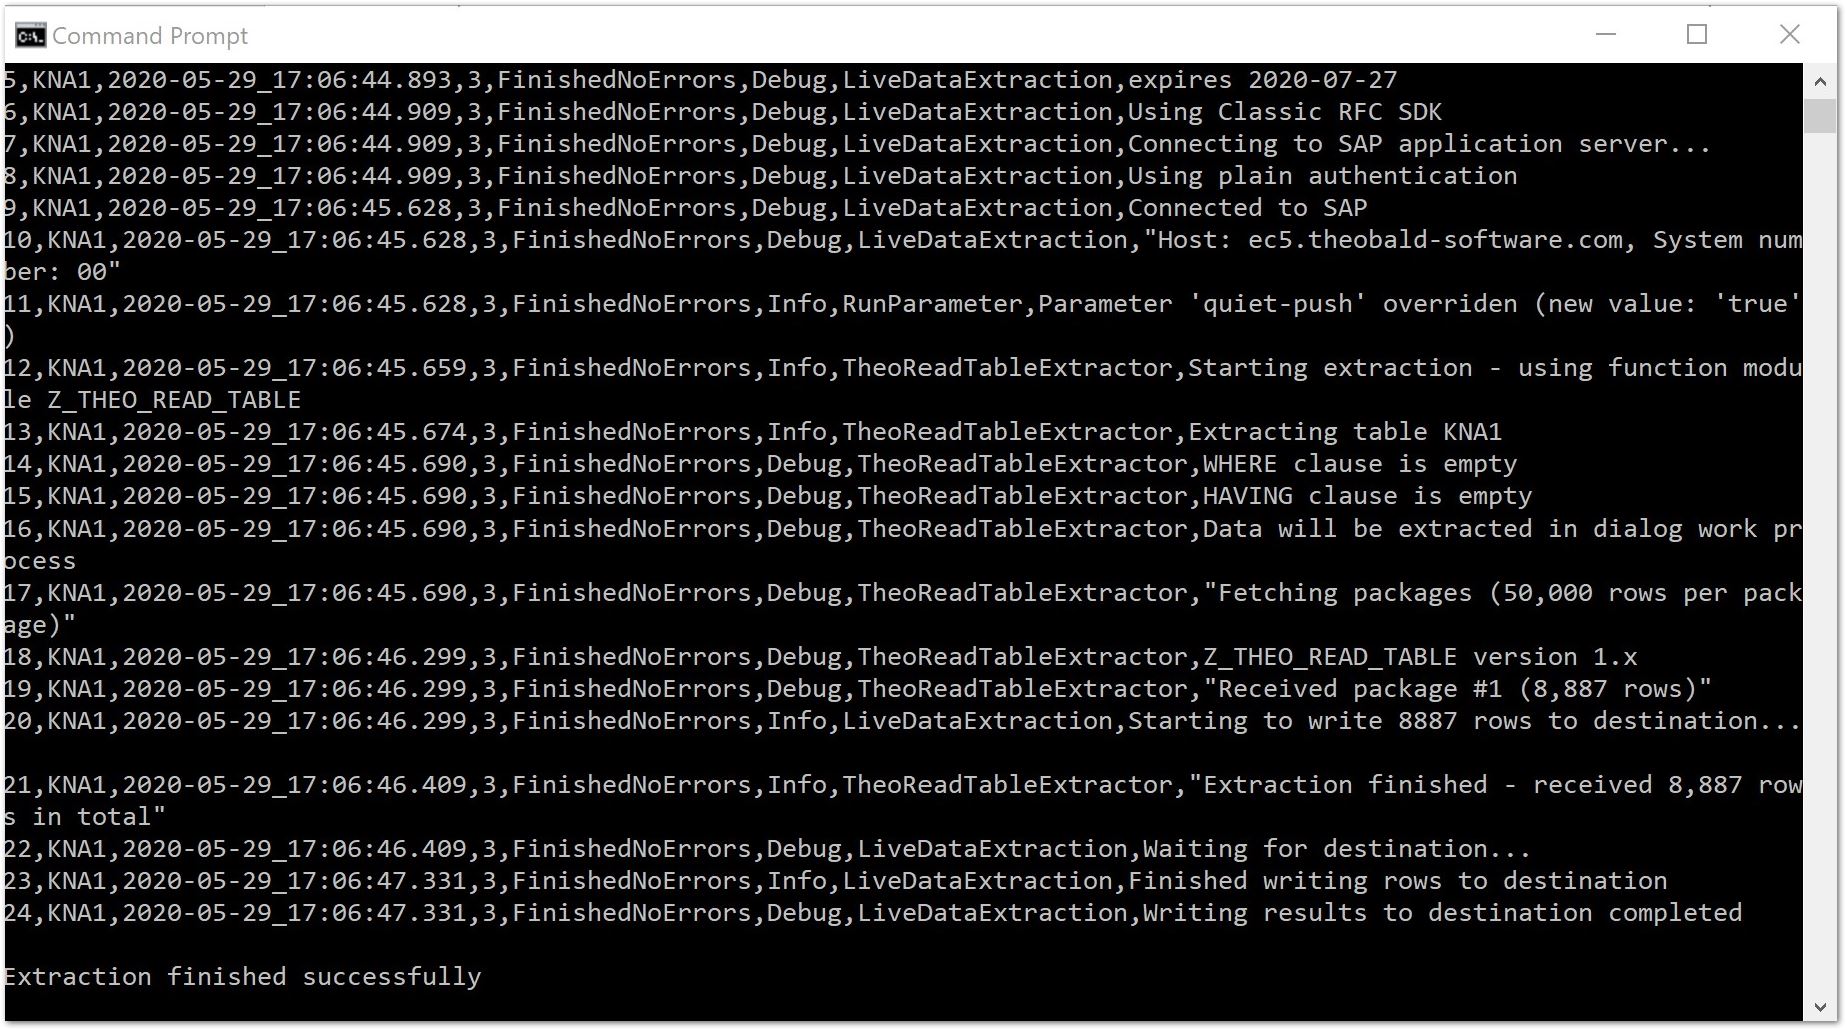 Command Prompt
5,KNA1,2020-05-29_17:06:44.893,3,FinishedNoErrors,Debug,LiveDataExtraction,expires 2020-07-27
6,KNA1,2020-05-29_17:06:44.909,3,FinishedNoErrors,Debug,LiveDataExtraction,Using Classic RFC SDK
7,KNA1,2020-05-29_17:06:44.909,3,FinishedNoErrors,Debug,LiveDataExtraction,Connecting to SAP application server...
8,KNA1,2020-05-29_17:06:44.909,3,FinishedNoErrors,Debug,LiveDataExtraction,Using plain authentication
9,KNA1,2020-05-29_17:06:45.628,3,FinishedNoErrors,Debug,LiveDataExtraction,Connected to SAP
10,KNA1,2020-05-29_17:06:45.628,3,FinishedNoErrors,Debug,LiveDataExtraction,"Host: ec5.theobald-software.com, System num
ber: 00"
11,KNA1,2020-05-29_17:06:45.628,3,FinishedNoErrors,Info,RunParameter,Parameter 'quiet-push' overriden (new value: 'true'
)
12,KNA1,2020-05-29_17:06:45.659,3,FinishedNoErrors,Info,TheoReadTableExtractor,Starting extraction - using function modu
le Z_THEO_READ_TABLE
13,KNA1,2020-05-29_17:06:45.674,3,FinishedNoErrors,Info,TheoReadTableExtractor,Extracting table KNA1
14,KNA1,2020-05-29_17:06:45.690,3,FinishedNoErrors,Debug,TheoReadTableExtractor,WHERE clause is empty
15,KNA1,2020-05-29_17:06:45.690,3,FinishedNoErrors,Debug,TheoReadTableExtractor,HAVING clause is empty
16,KNA1,2020-05-29_17:06:45.690,3,FinishedNoErrors,Debug,TheoReadTableExtractor,Data will be extracted in dialog work pr
ocess
17,KNA1,2020-05-29_17:06:45.690,3,FinishedNoErrors,Debug,TheoReadTableExtractor,"Fetching packages (50,000 rows per pack
age)"
18,KNA1,2020-05-29_17:06:46.299,3,FinishedNoErrors,Debug,TheoReadTableExtractor,Z_THEO_READ_TABLE version 1.x
19,KNA1,2020-05-29_17:06:46.299,3,FinishedNoErrors,Debug,TheoReadTableExtractor,"Received package #1 (8,887 rows)"
20,KNA1,2020-05-29_17:06:46.299,3,FinishedNoErrors,Info,LiveDataExtraction,Starting to write 8887 rows to destination...
21,KNA1,2020-05-29_17:06:46.409,3,FinishedNoErrors,Info,TheoReadTableExtractor,"Extraction finished - received 8,887 row
s in total"
22,KNA1,2020-05-29_17:06:46.409,3,FinishedNoErrors,Debug,LiveDataExtraction,Waiting for destination...
23,KNA1,2020-05-29_17:06:47.331,3,FinishedNoErrors,Info,LiveDataExtraction,Finished writing rows to destination
24,KNA1,2020-05-29_17:06:47.331,3,FinishedNoErrors,Debug,LiveDataExtraction,Writing results to destination completed
Extraction finished successfully